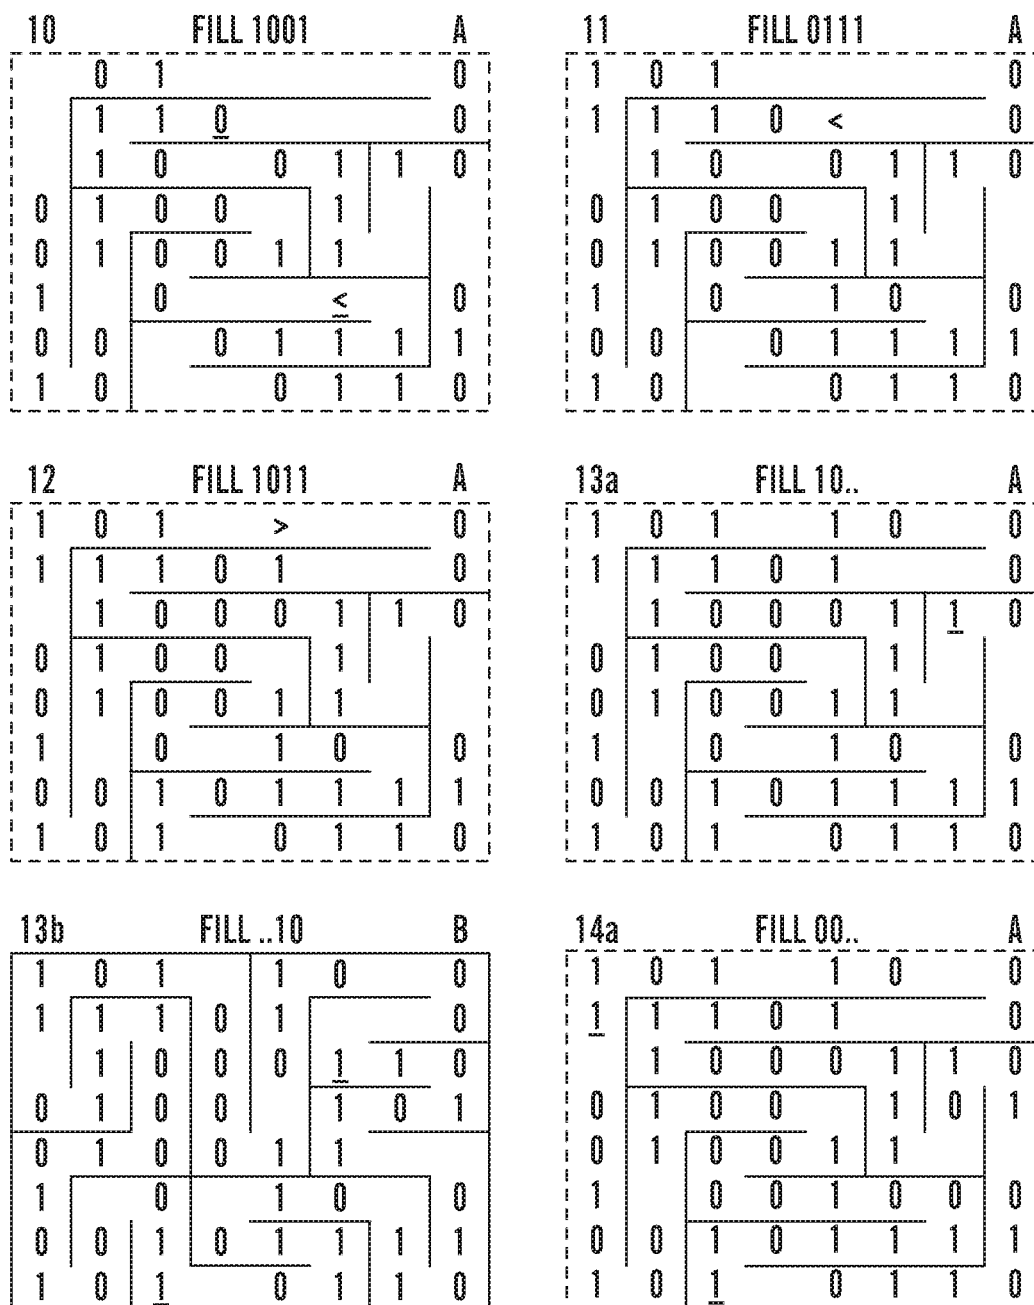 10 FILL 1001 A
0 1 0
1 1 0 0
1 0 0 1 1 0
0 1 0 0 1
0 1 0 0 1 1
1 0 < 0
0 0 0 1 1 1 1
1 0 0 1 1 0
11 FILL 0111 A
1 0 1 0
1 1 1 0 < 0
1 0 0 1 1 0
0 1 0 0 1
0 1 0 0 1 1
1 0 1 0 0
0 0 0 1 1 1 1
1 0 0 1 1 0
12 FILL 1011 A
1 0 1 > 0
1 1 1 0 1 0
1 0 0 0 1 1 0
0 1 0 0 1
0 1 0 0 1 1
1 0 1 0 0
0 0 1 0 1 1 1 1
1 0 1 0 1 1 0
13a FILL 10.. A
1 0 1 1 0 0
1 1 1 0 1 0
1 0 0 0 1 1 0
0 1 0 0 1
0 1 0 0 1 1
1 0 1 0 0
0 0 1 0 1 1 1 1
1 0 1 0 1 1 0
13b FILL ..10 B
1 0 1 1 0 0
1 1 1 0 1 0
1 0 0 0 1 1 0
0 1 0 0 1 0 1
0 1 0 0 1 1
1 0 1 0 0
0 0 1 0 1 1 1 1
1 0 1 0 1 1 0
14a FILL 00.. A
1 0 1 1 0 0
1 1 1 0 1 0
1 0 0 0 1 1 0
0 1 0 0 1 0 1
0 1 0 0 1 1
1 0 0 1 0 0 0
0 0 1 0 1 1 1 1
1 0 1 0 1 1 0